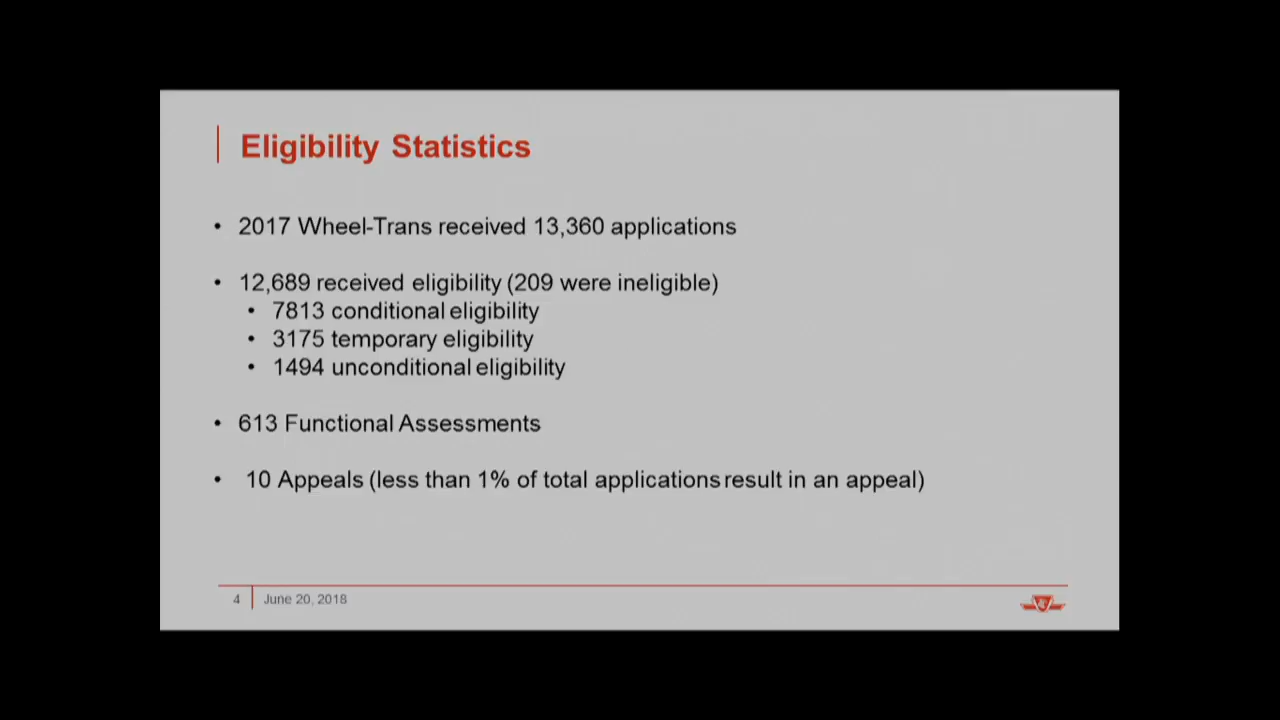 Eligibility Statistics
• 2017 Wheel-Trans received 13,360 applications
• 12,689 received eligibility (209 were ineligible)
• 7813 conditional eligibility
• 3175 temporary eligibility
• 1494 unconditional eligibility
• 613 Functional Assessments
• 10 Appeals (less than 1% of total applications result in an appeal)
4 June 20, 2018